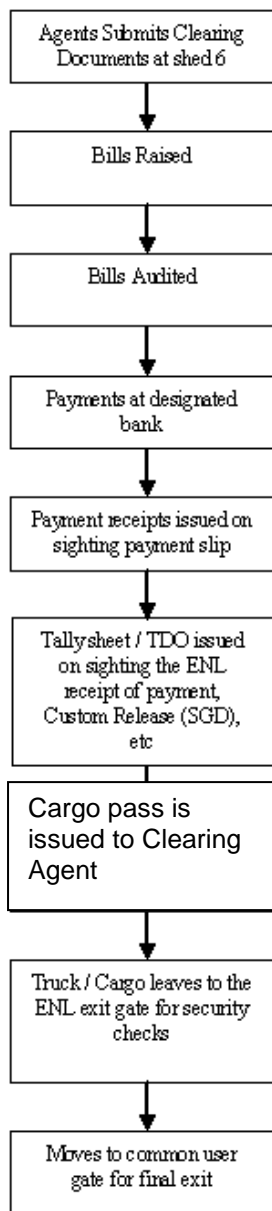 Agents Submits Clearing
Documents at shed 6
Bills Raised
Bills Audited
Payments at designated
bank
Payment receipts issued on
sighting payment slip
Tallysheet / TDO issued
on sighting the ENL
receipt of payment,
Custom Release (SGD),
etc
Cargo pass is
issued to Clearing
Agent
Truck / Cargo leaves to the
ENL exit gate for security
checks
Moves to common user
gate for final exit